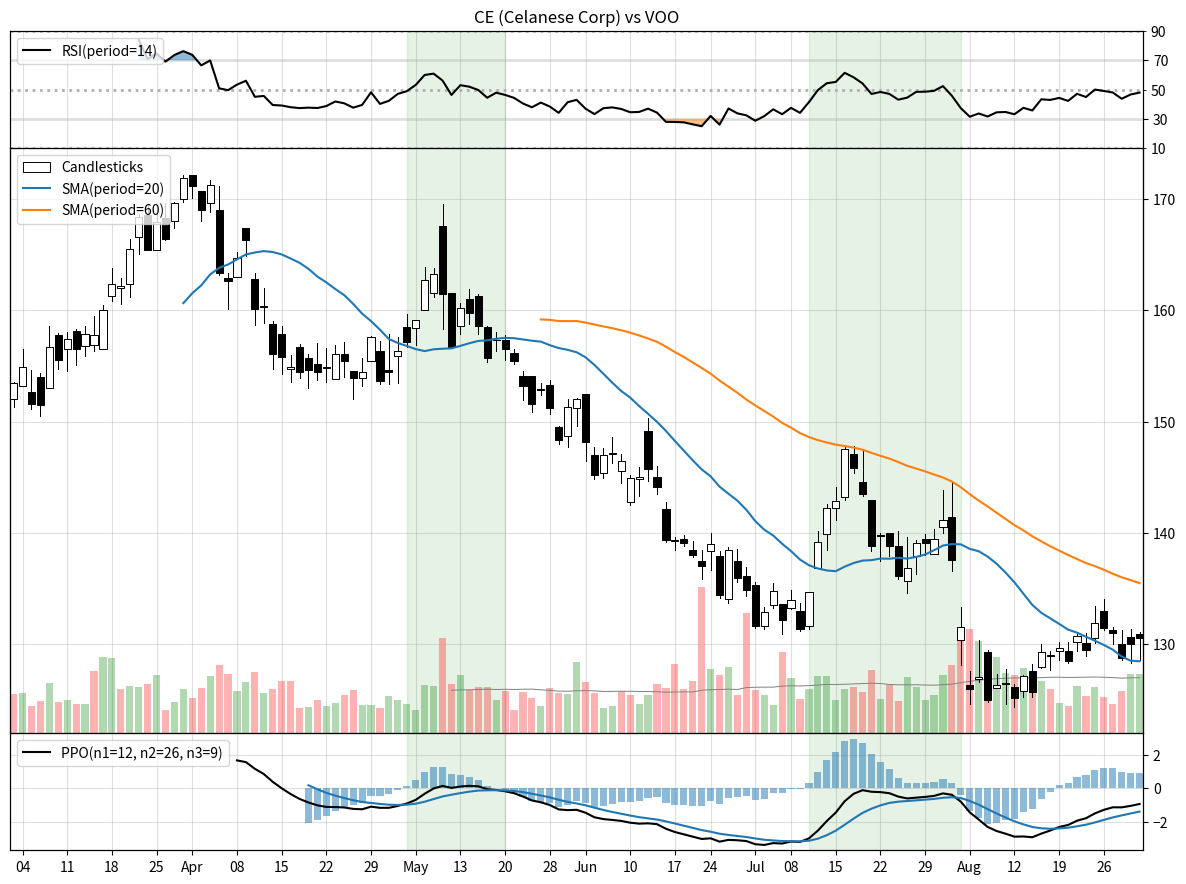 CE (Celanese Corp) vs VOO
RSI(period=14)
90
70
50
30
10
Candlesticks
SMA(period=20)
SMA(period=60)
170
160
150
140
130
PPO(n1=12, n2=26, n3=9)
2
0
−2
04 11 18 25 Apr 08 15 22 29 May 13 20 28 Jun 10 17 24 Jul 08 15 22 29 Aug 12 19 26